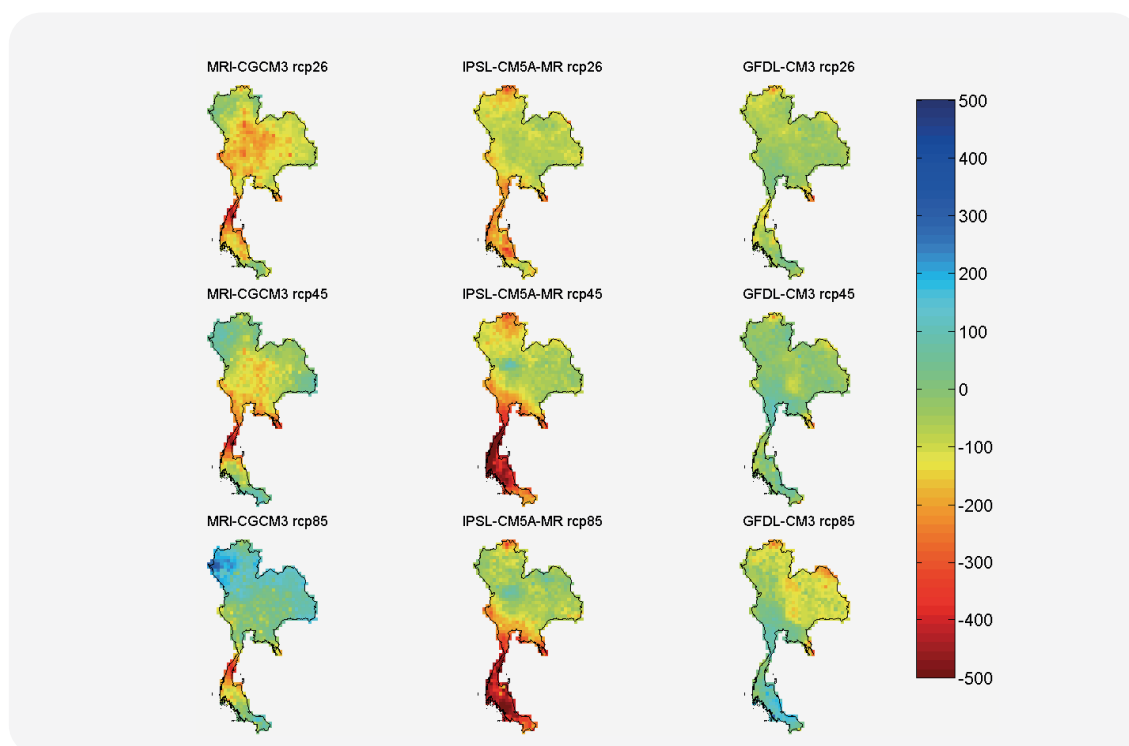 MRI-CGCM3 rcp26
IPSL-CM5A-MR rcp26
GFDL-CM3 rcp26
MRI-CGCM3 rcp45
IPSL-CM5A-MR rcp45
GFDL-CM3 rcp45
MRI-CGCM3 rcp85
IPSL-CM5A-MR rcp85
GFDL-CM3 rcp85
500
400
300
200
100
0
-100
-200
-300
-400
-500